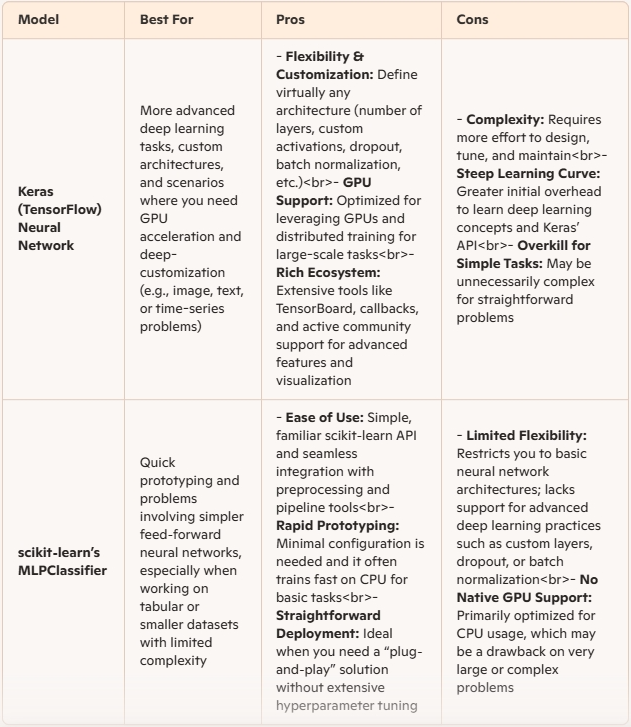 Model
Best For
Pros
Cons
Keras
(TensorFlow)
Neural
Network
More advanced
deep learning
tasks, custom
architectures,
and scenarios
where you need
GPU
acceleration and
deep-
customization
(e.g., image, text,
or time-series
problems)
- Flexibility &
Customization: Define
virtually any
architecture (number of
layers, custom
activations, dropout,
batch normalization,
etc.)<br>- GPU
Support: Optimized for
leveraging GPUs and
distributed training for
large-scale tasks<br>-
Rich Ecosystem:
Extensive tools like
TensorBoard, callbacks,
and active community
support for advanced
features and
visualization
- Complexity: Requires
more effort to design,
tune, and maintain<br>-
Steep Learning Curve:
Greater initial overhead
to learn deep learning
concepts and Keras’
API<br>- Overkill for
Simple Tasks: May be
unnecessarily complex
for straightforward
problems
scikit-learn’s
MLPClassifier
Quick
prototyping and
problems
involving simpler
feed-forward
neural networks,
especially when
working on
tabular or
smaller datasets
with limited
complexity
- Ease of Use: Simple,
familiar scikit-learn API
and seamless
integration with
preprocessing and
pipeline tools<br>-
Rapid Prototyping:
Minimal configuration is
needed and it often
trains fast on CPU for
basic tasks<br>-
Straightforward
Deployment: Ideal
when you need a “plug-
and-play” solution
without extensive
hyperparameter tuning
- Limited Flexibility:
Restricts you to basic
neural network
architectures; lacks
support for advanced
deep learning practices
such as custom layers,
dropout, or batch
normalization<br>- No
Native GPU Support:
Primarily optimized for
CPU usage, which may
be a drawback on very
large or complex
problems